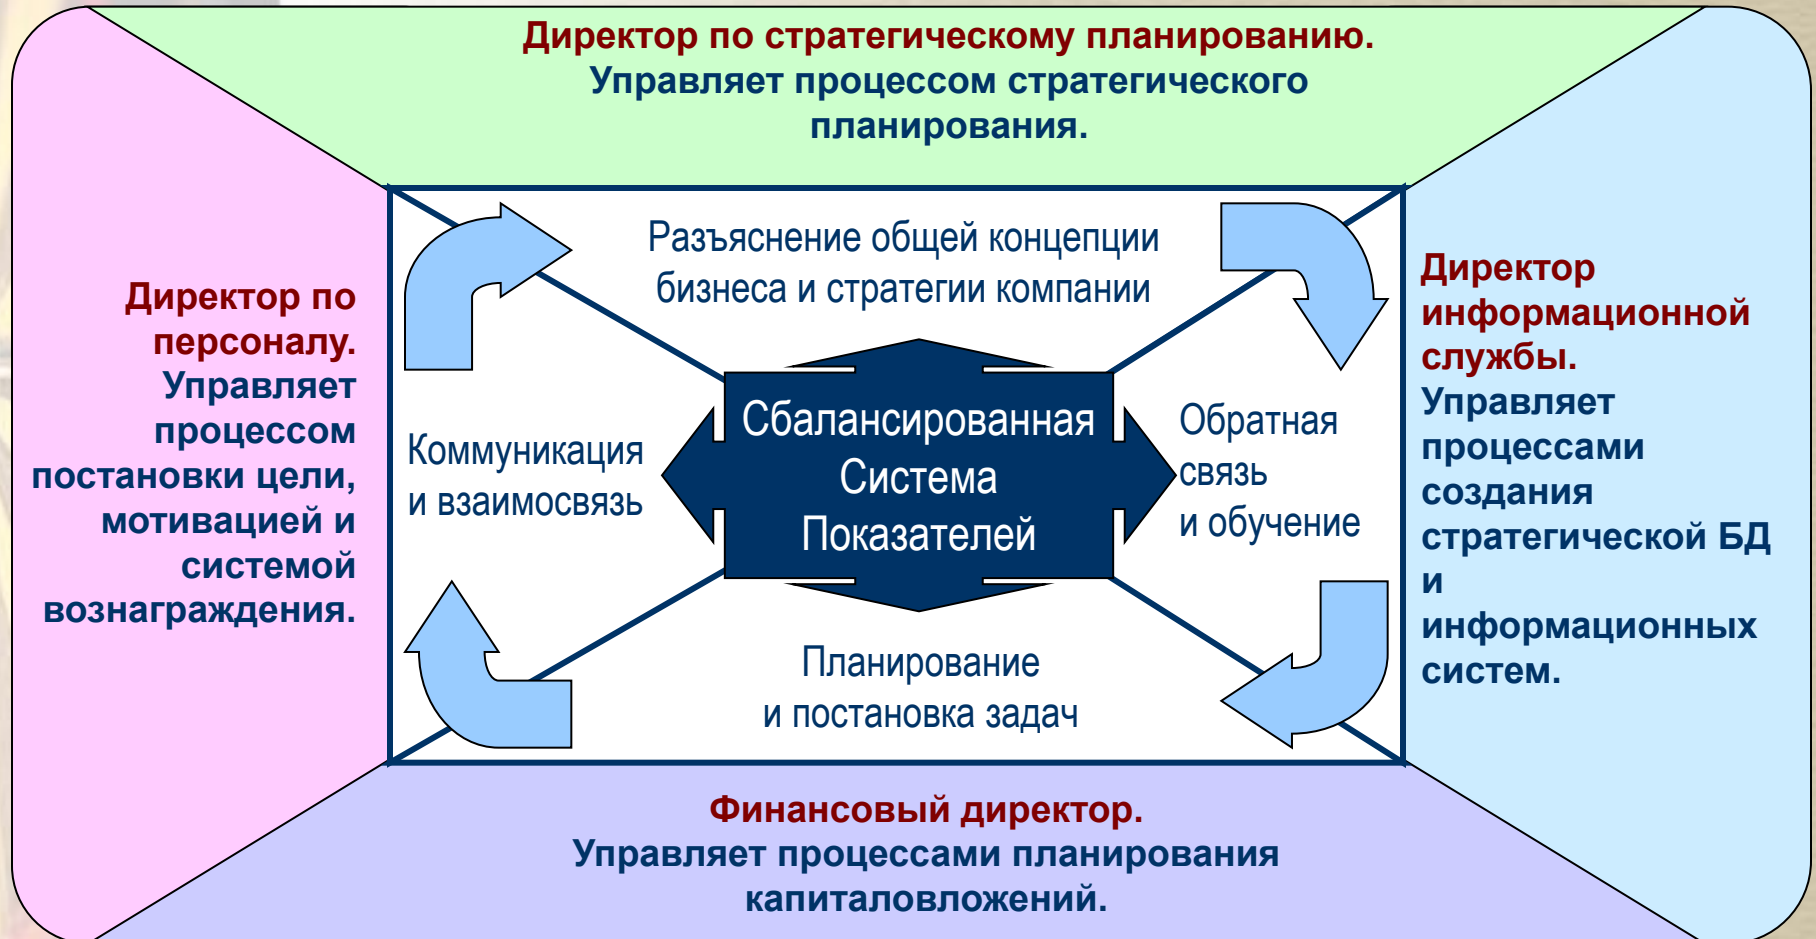 Директор по стратегическому планированию.
Управляет процессом стратегического
планирования.
Директор по
персоналу.
Управляет
процессом
постановки цели,
мотивацией и
системой
вознаграждения.
Разъяснение общей концепции
бизнеса и стратегии компании
Коммуникация
и взаимосвязь
Сбалансированная
Система
Показателей
Обратная
связь
и обучение
Планирование
и постановка задач
Директор
информационной
службы.
Управляет
процессами
создания
стратегической БД
и
информационных
систем.
Финансовый директор.
Управляет процессами планирования
капиталовложений.